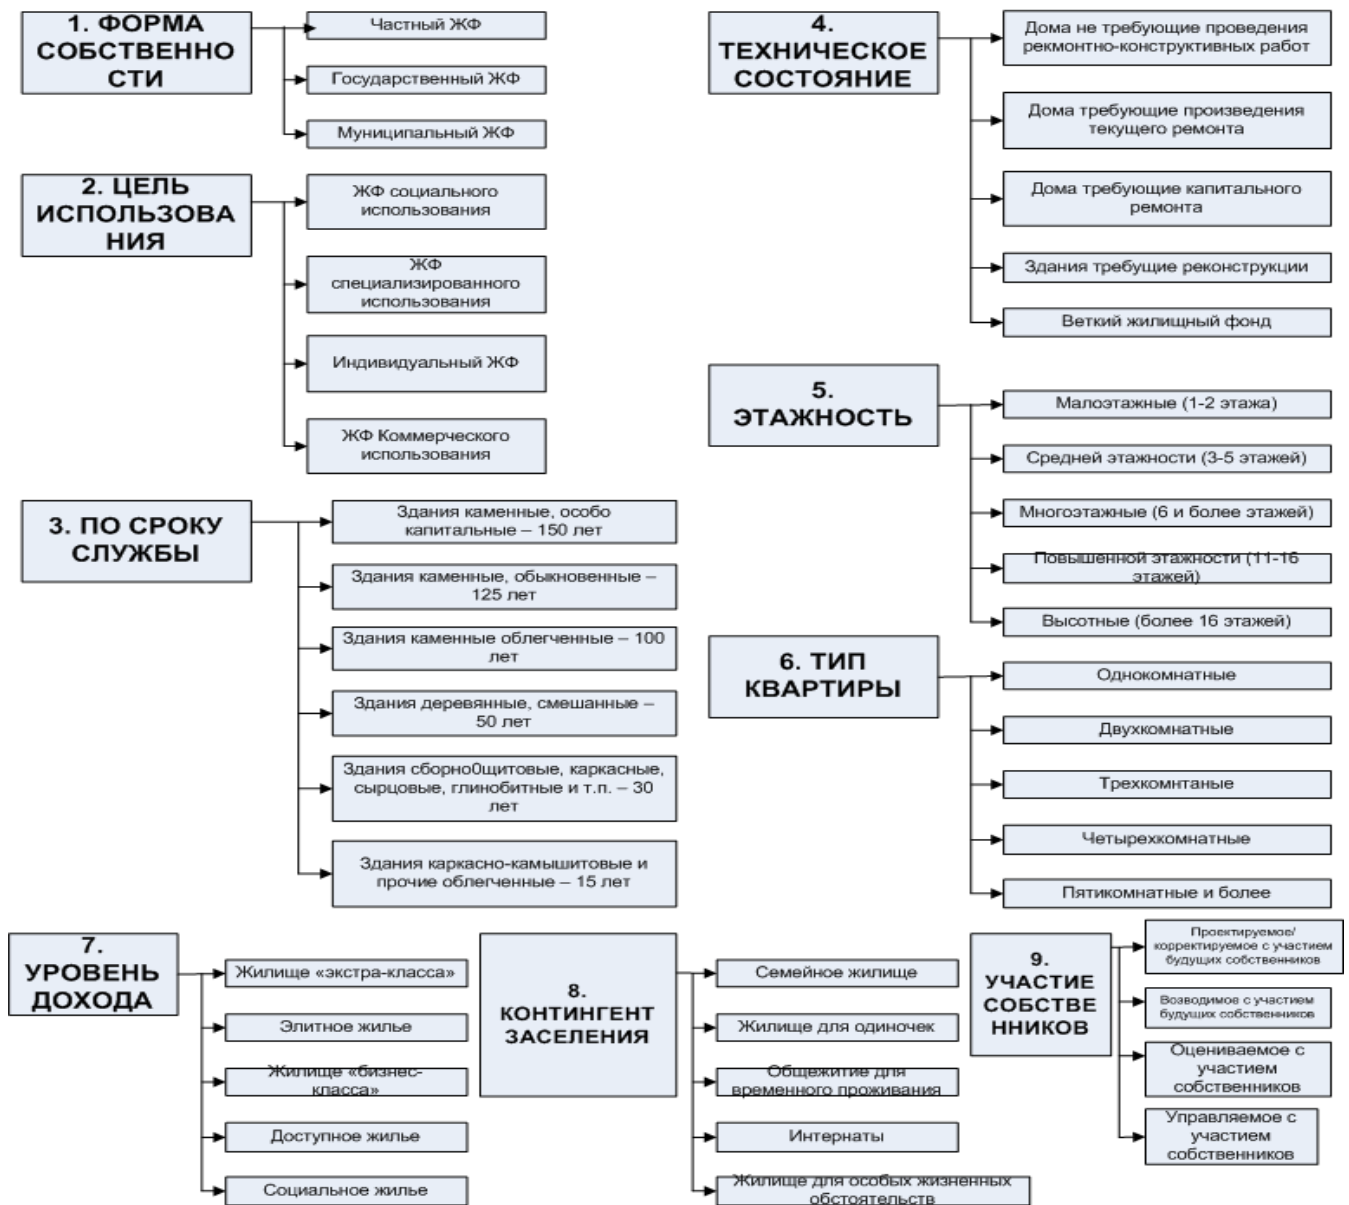 1. ФОРМА
СОБСТВЕННО
СТИ
Частный ЖФ
Государственный ЖФ
Муниципальный ЖФ
2. ЦЕЛЬ
ИСПОЛЬЗОВА
НИЯ
ЖФ социального
использования
ЖФ
специализированного
использования
Индивидуальный ЖФ
ЖФ Коммерческого
использования
3. ПО СРОКУ
СЛУЖБЫ
Здания каменные, особо
капитальные – 150 лет
Здания каменные, обыкновенные –
125 лет
Здания каменные облегченные – 100
лет
Здания деревянные, смешанные –
50 лет
Здания сборно0щитовые, каркасные,
сырцовые, глинобитные и т.п. – 30
лет
Здания каркасно-камышитовые и
прочие облегченные – 15 лет
4.
ТЕХНИЧЕСКОЕ
СОСТОЯНИЕ
Дома не требующие проведения
рекмонтно-конструктивных работ
Дома требующие произведения
текущего ремонта
Дома требующие капитального
ремонта
Здания требущие реконструкции
Веткий жилищный фонд
5.
ЭТАЖНОСТЬ
Малоэтажные (1-2 этажа)
Средней этажности (3-5 этажей)
Многоэтажные (6 и более этажей)
Повышенной этажности (11-16
этажей)
Высотные (более 16 этажей)
6. ТИП
КВАРТИРЫ
Однокомнатные
Двухкомнатные
Трехкомнтаные
Четырехкомнатные
Пятикомнатные и более
7.
УРОВЕНЬ
ДОХОДА
Жилище «экстра-класса»
Элитное жилье
Жилище «бизнес-
класса»
Доступное жилье
Социальное жилье
8.
КОНТИНГЕНТ
ЗАСЕЛЕНИЯ
Семейное жилище
Жилище для одиночек
Общежитие для
временного проживания
Интернаты
Жилище для особых жизненных
обстоятельств
9.
УЧАСТИЕ
СОБСТВЕ
ННИКОВ
Проектируемое/
корректируемое с участием
будущих собственников
Возводимое с участием
будущих собственников
Оцениваемое с
участием
собственников
Управляемое с
участием
собственников